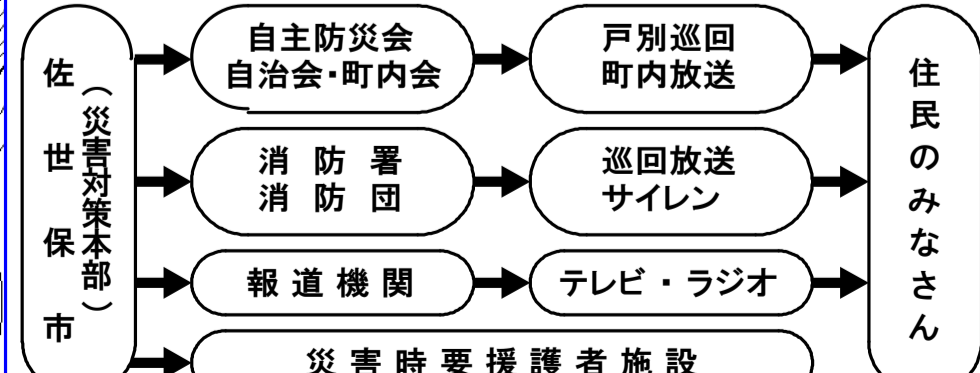 佐世保市
（災害対策本部）
自主防災会
自治会・町内会
戸別巡回
町内放送
消防署
消防団
巡回放送
サイレン
報道機関
テレビ・ラジオ
災害時要援護者施設
住民のみなさん